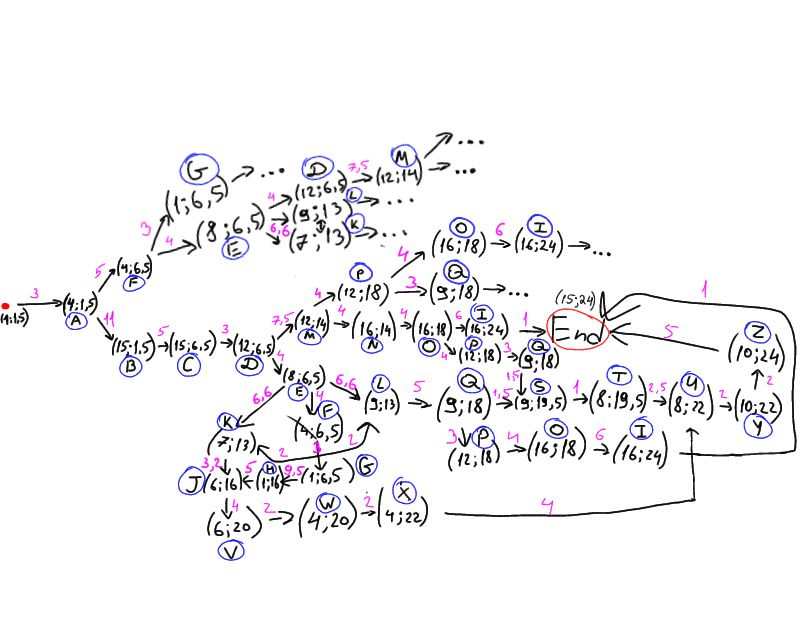 ...
G D 7,5 M
(1;6,5) → ... (12;6,5) → (12;14) → ...
3 4 (8;6,5) 4 (9;13) L → ...
E 6,6 (7;13) K → ...
O 6 I
(16;18) → (16;24) → ...
5 (4;6,5) P 4 Q 1
F (12;18) 3 (9;18) → ...
3 4 I (15;24)
(4;1,5) (4;1,5) 7,5 (12;14) 4 (16;14) 4 (16;18) 6 (16;24) 1 End 5 Z
A 11 M N O 4 P 3 Q (10;24)
(15;1,5) 5 (15;6,5) 3 (12;6,5) (12;18) (9;18)
B C D 4 2
(8;6,5) 6,6 L 5 Q 1,5 1,5 S 1 T 2,5 U 2
E (9;13) (9;18) (9;19,5) (8;19,5) (8;22) (10;22)
6,6 4 F Y
K (4;6,5) 3 P 4 O 6 I
(7;13) 2 3 2 (12;18) (16;18) (16;24)
J 3,2 5 H 9,5 G
(6;16) (1;16) (1;6,5)
4 2 W 2 X 4
(6;20) (4;20) (4;22)
V